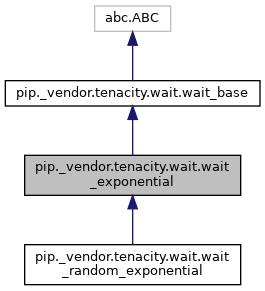 abc.ABC
pip._vendor.tenacity.wait.wait_base
pip._vendor.tenacity.wait.wait
_exponential
pip._vendor.tenacity.wait.wait
_random_exponential